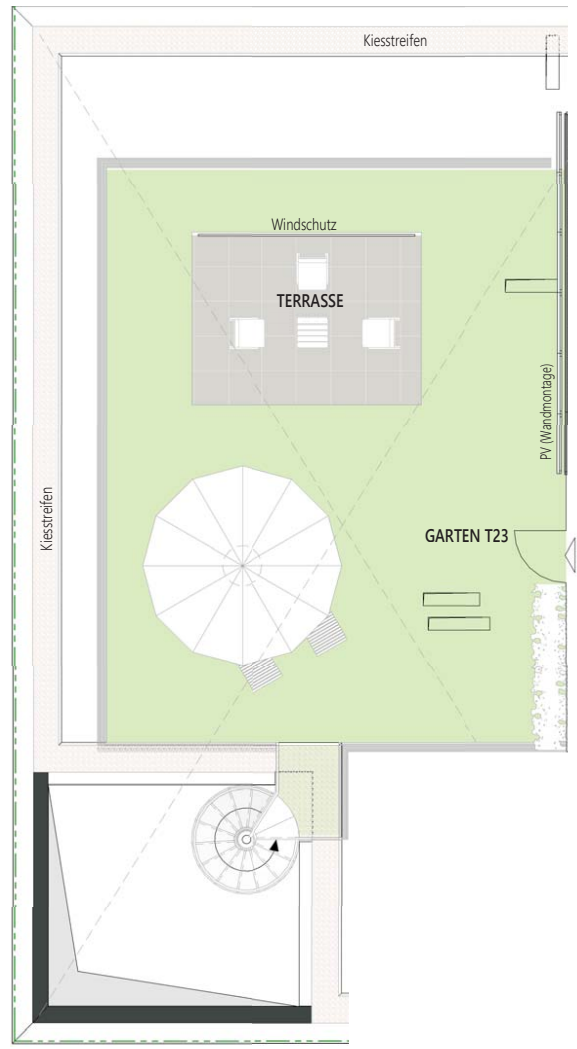 Kiesstreifen
Windschutz
TERRASSE
PV (Wandmontage)
Kiesstreifen
GARTEN T23